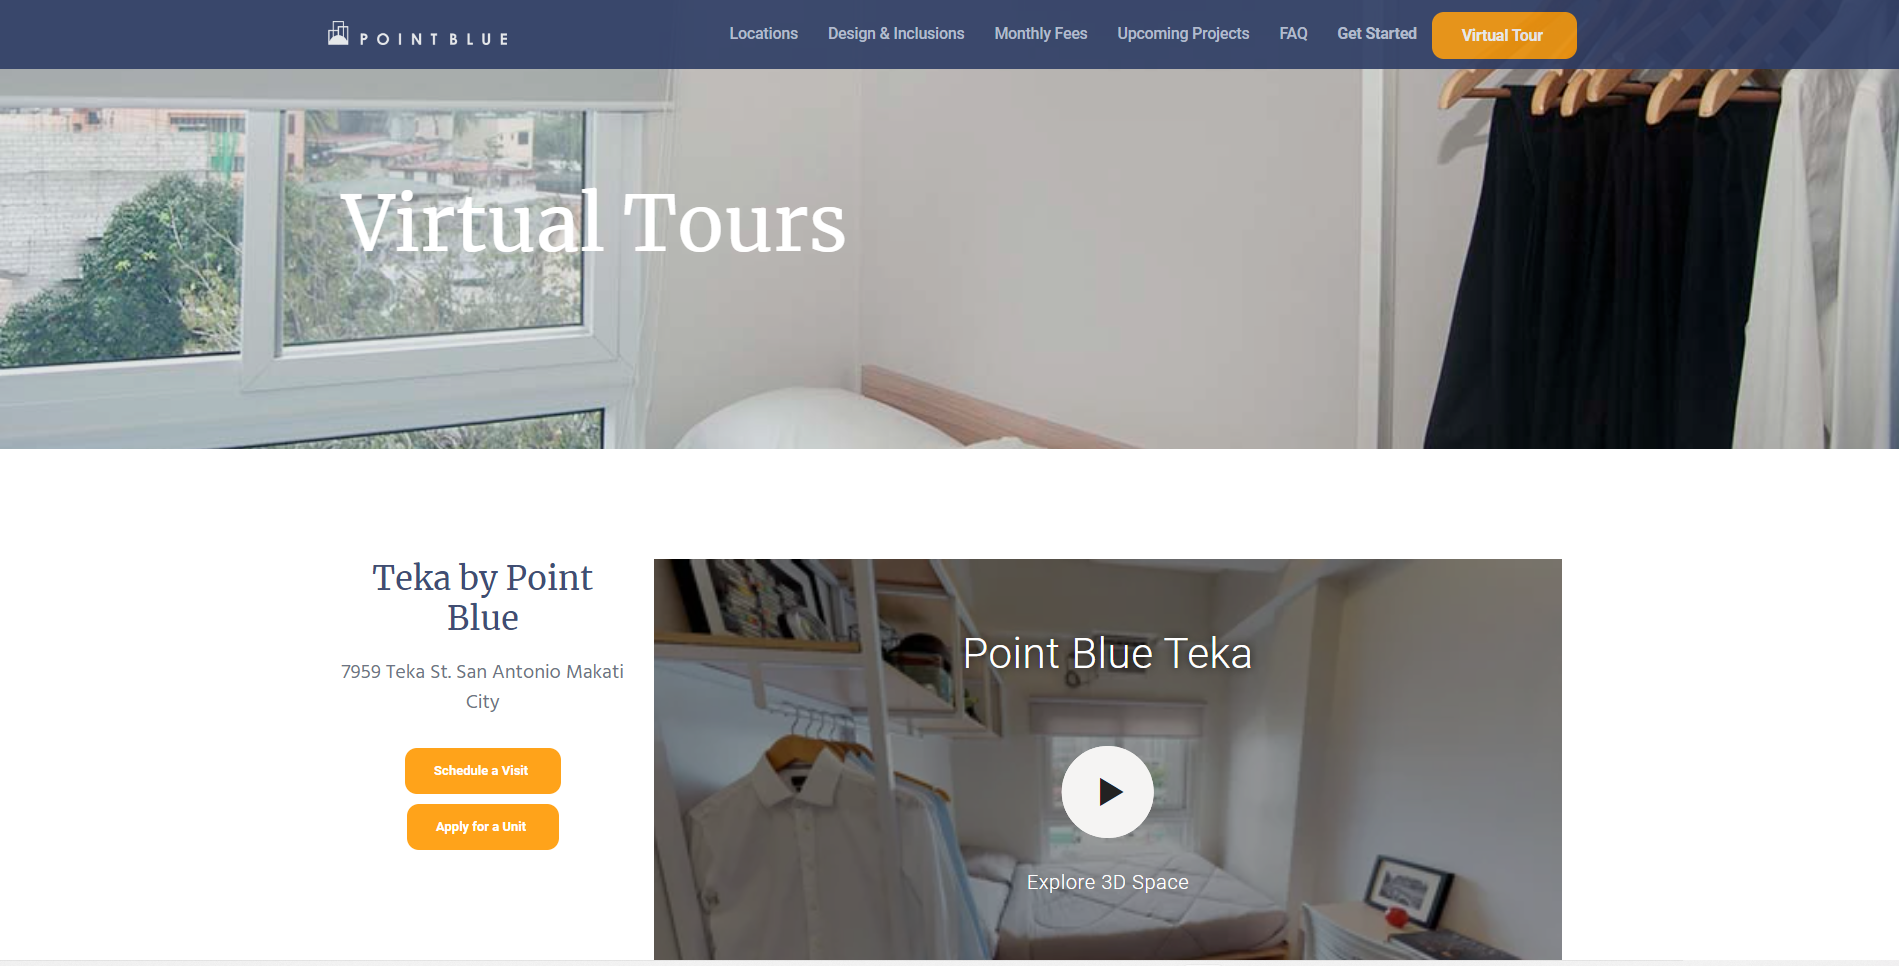 POINT BLUE
Locations
Design & Inclusions
Monthly Fees
Upcoming Projects
FAQ
Get Started
Virtual Tour
Virtual Tours
Teka by Point
Blue
7959 Teka St. San Antonio Makati
City
Schedule a Visit
Apply for a Unit
Point Blue Teka
Explore 3D Space